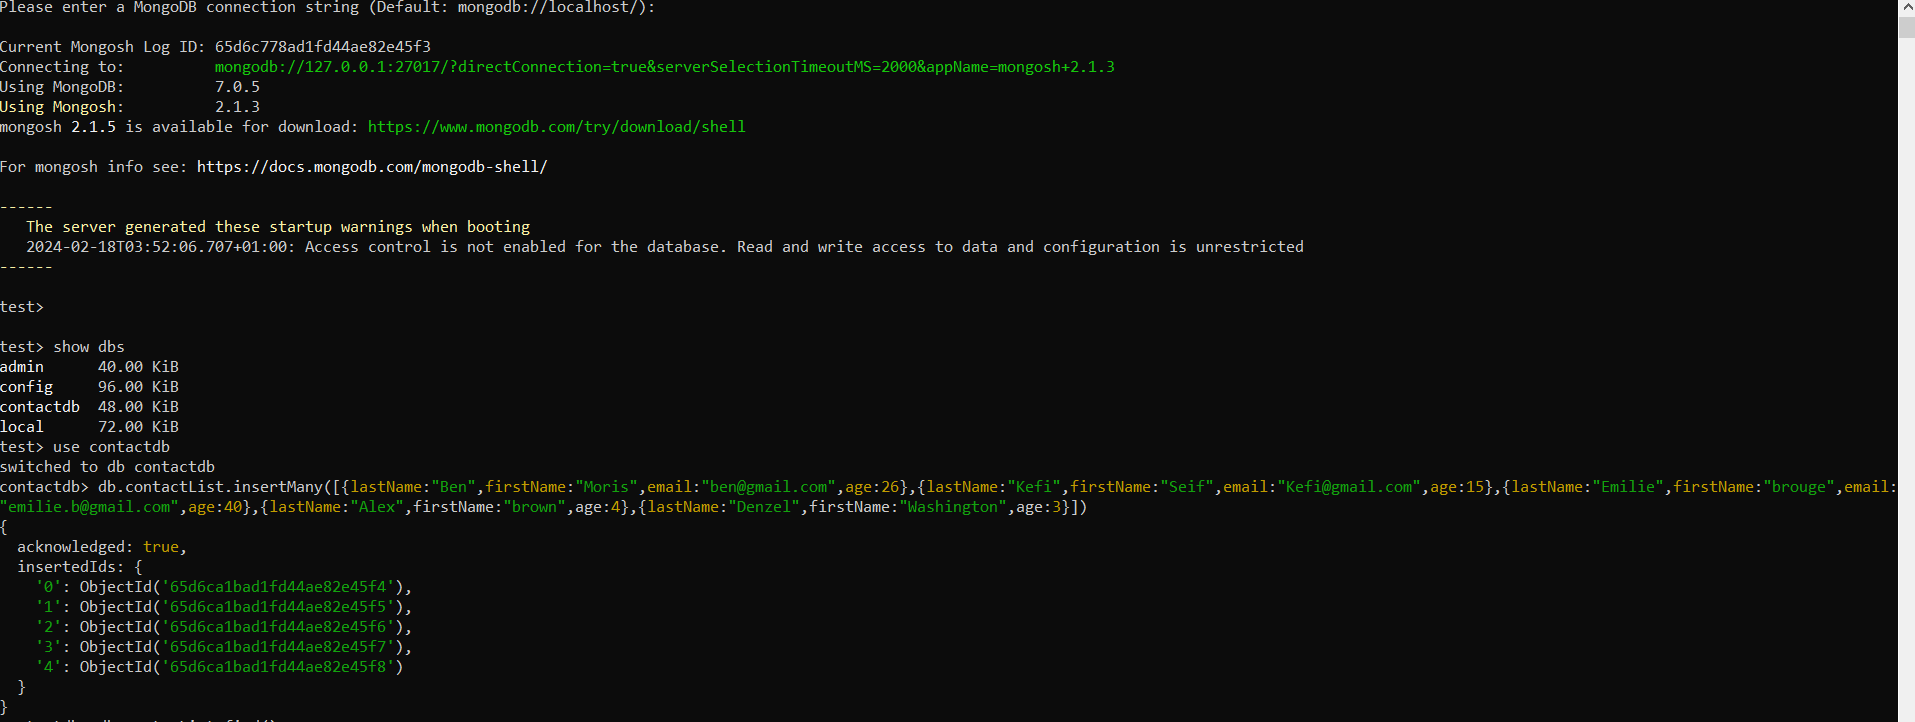 Please enter a MongoDB connection string (Default: mongodb://localhost/):
Current Mongosh Log ID: 65d6c778ad1fd44ae82e45f3
Connecting to:          mongodb://127.0.0.1:27017/?directConnection=true&serverSelectionTimeoutMS=2000&appName=mongosh+2.1.3
Using MongoDB:          7.0.5
Using Mongosh:          2.1.3
mongosh 2.1.5 is available for download: https://www.mongodb.com/try/download/shell
For mongosh info see: https://docs.mongodb.com/mongodb-shell/
------
   The server generated these startup warnings when booting
   2024-02-18T03:52:06.707+01:00: Access control is not enabled for the database. Read and write access to data and configuration is unrestricted
------
test>
test> show dbs
admin      40.00 KiB
config     96.00 KiB
contactdb  48.00 KiB
local      72.00 KiB
test> use contactdb
switched to db contactdb
contactdb> db.contactList.insertMany([{lastName:"Ben",firstName:"Moris",email:"ben@gmail.com",age:26},{lastName:"Kefi",firstName:"Seif",email:"Kefi@gmail.com",age:15},{lastName:"Emilie",firstName:"brouge",email:
"emilie.b@gmail.com",age:40},{lastName:"Alex",firstName:"brown",age:4},{lastName:"Denzel",firstName:"Washington",age:3}])
{
  acknowledged: true,
  insertedIds: {
    '0': ObjectId('65d6ca1bad1fd44ae82e45f4'),
    '1': ObjectId('65d6ca1bad1fd44ae82e45f5'),
    '2': ObjectId('65d6ca1bad1fd44ae82e45f6'),
    '3': ObjectId('65d6ca1bad1fd44ae82e45f7'),
    '4': ObjectId('65d6ca1bad1fd44ae82e45f8')
  }
}